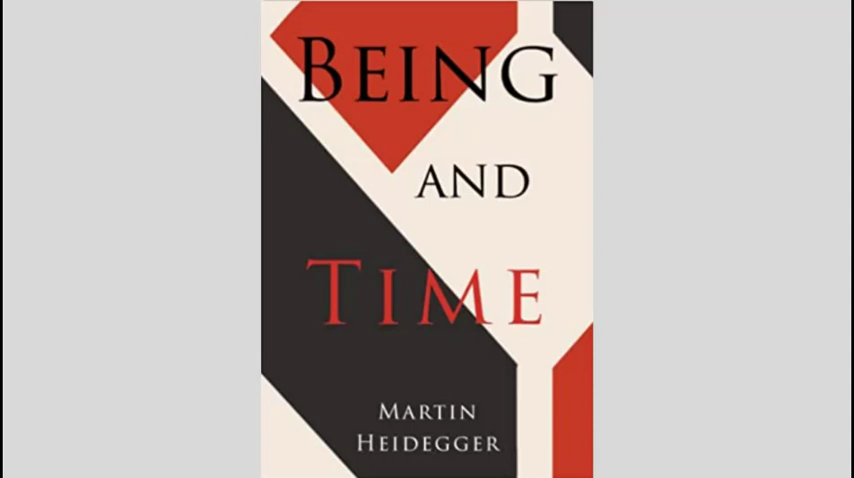 BEING
AND
TIME
MARTIN
HEIDEGGER